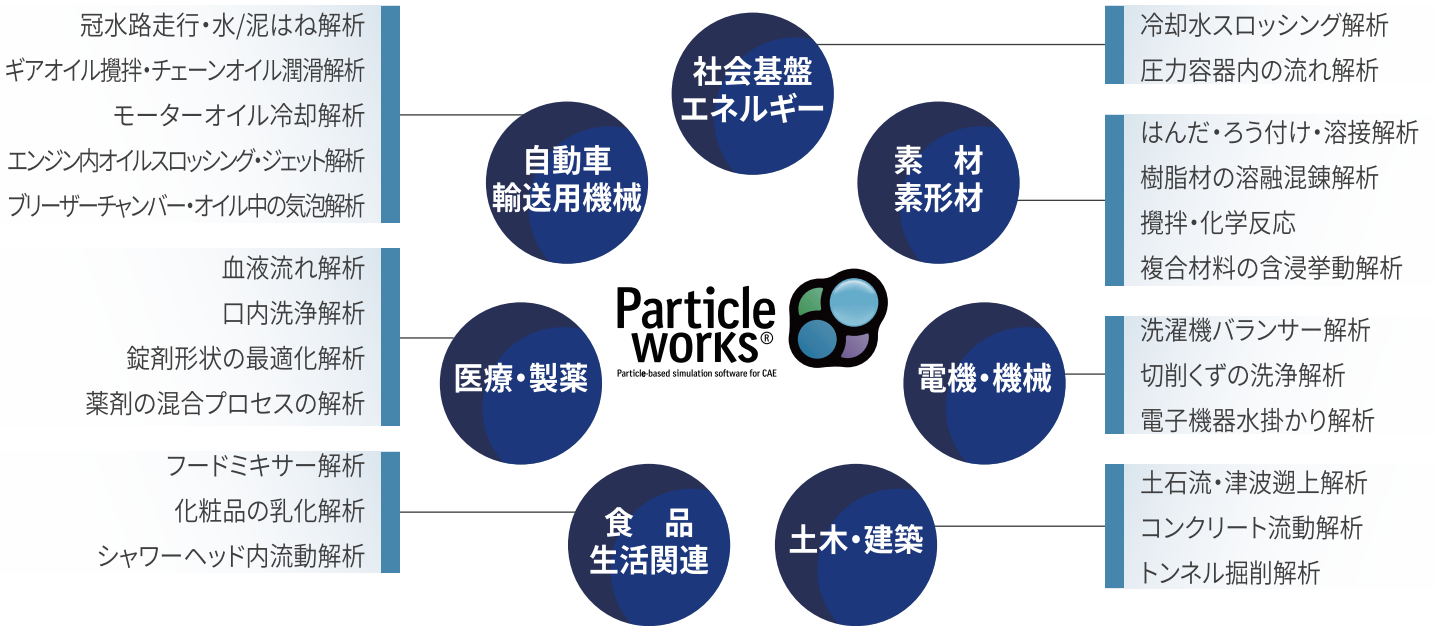 社会基盤
エネルギー
冷却水スロッシング解析
圧力容器内の流れ解析
自動車
輸送用機械
冠水路走行・水/泥はね解析
ギアオイル攪拌・チェーンオイル潤滑解析
モーターオイル冷却解析
エンジン内オイルスロッシング・ジェット解析
ブリーザーチャンバー・オイル中の気泡解析
素　材
素形材
はんだ・ろう付け・溶接解析
樹脂材の溶融混錬解析
攪拌・化学反応
複合材料の含浸挙動解析
Particle
works®
Particle-based simulation software for CAE
医療・製薬
血液流れ解析
口内洗浄解析
錠剤形状の最適化解析
薬剤の混合プロセスの解析
電機・機械
洗濯機バランサー解析
切削くずの洗浄解析
電子機器水掛かり解析
食　品
生活関連
フードミキサー解析
化粧品の乳化解析
シャワーヘッド内流動解析
土木・建築
土石流・津波遡上解析
コンクリート流動解析
トンネル掘削解析